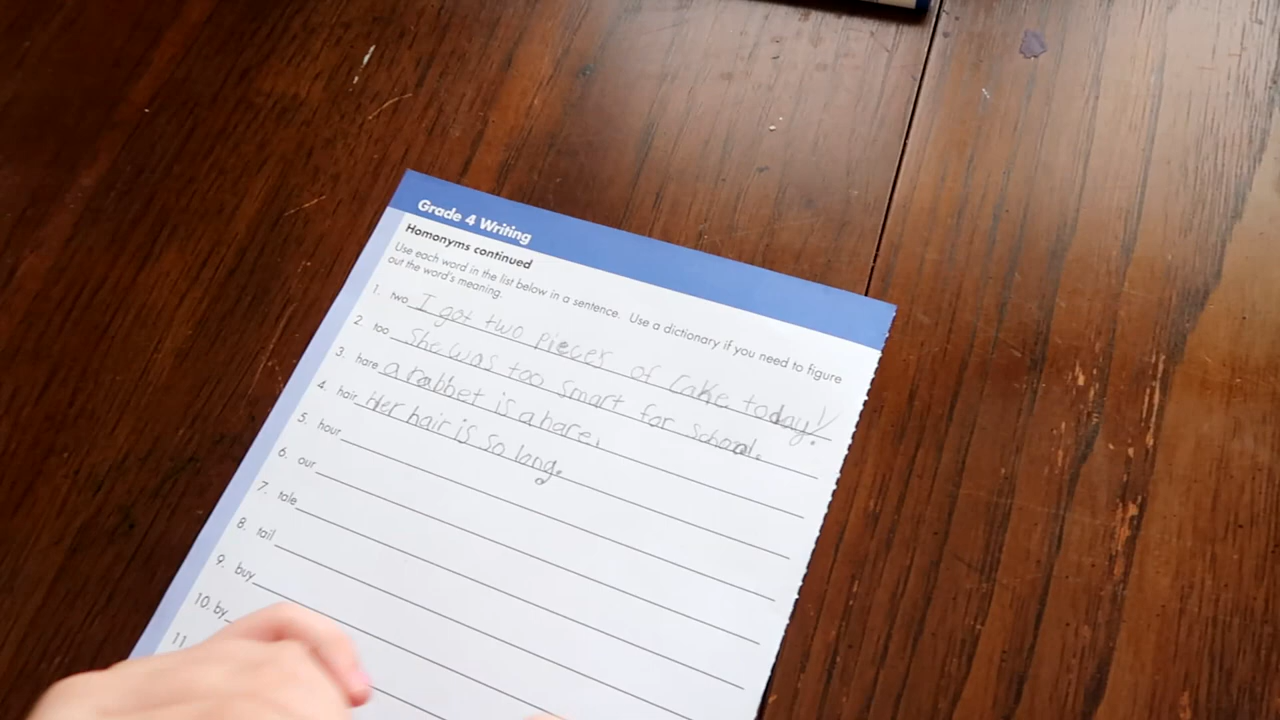 Grade 4 Writing
Homonyms continued
Use each word in the list below in a sentence. Use a dictionary if you need to figure
out the word's meaning.
1. two I got two pieces of cake today!
2. too She was too smart for school.
3. hare a rabbet is a hare.
4. hair Her hair is so long.
5. hour
6. our
7. tale
8. tail
9. buy
10. by
11.